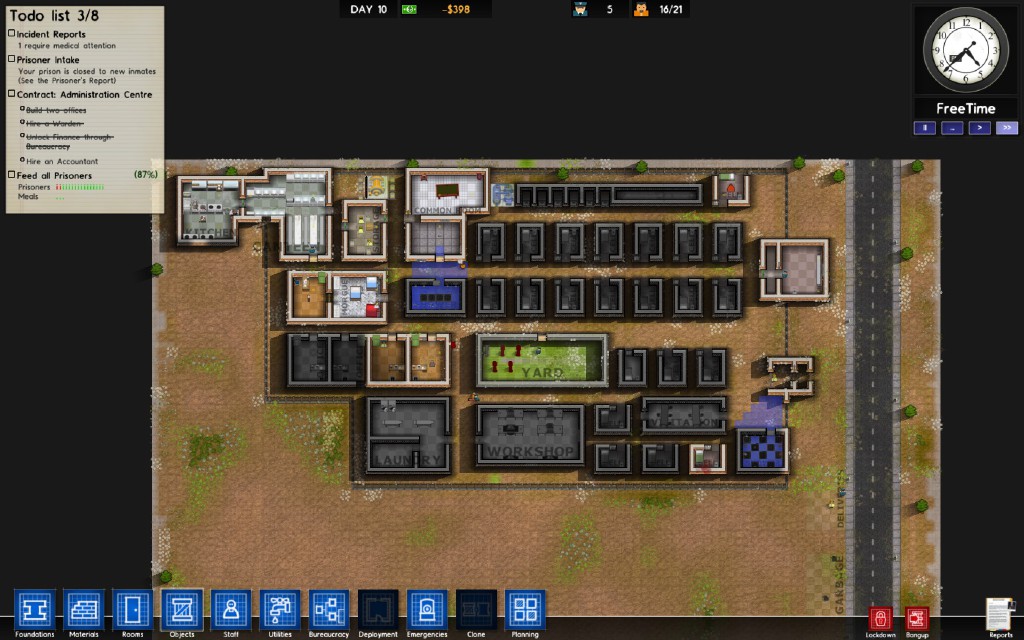 Todo list 3/8
Incident Reports
1 require medical attention
Prisoner Intake
Your prison is closed to new inmates
(See the Prisoner's Report)
Contract: Administration Centre
Build two offices
Hire a Warden
Unlock Finance through
Bureaucracy
Hire an Accountant
Feed all Prisoners (87%)
Prisoners
Meals
DAY 10 -$398 5 16/21
FreeTime
KITCHEN
CANTEEN
COMMON
MORGUE
YARD
LAUNDRY
WORKSHOP
DELIVERIES
GARBAGE
Foundations Materials Rooms Objects Staff Utilities Bureaucracy Deployment Emergencies Clone Planning
Lockdown Bangup Reports